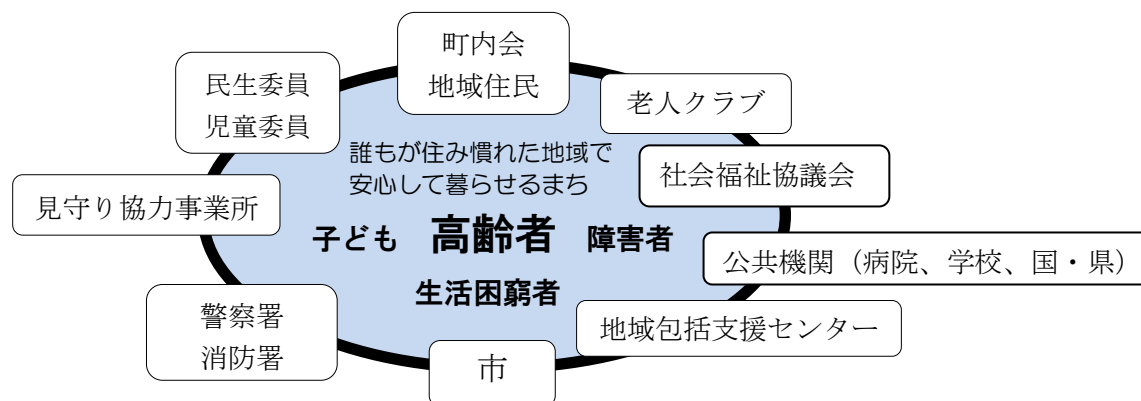 町内会
地域住民
民生委員
児童委員
老人クラブ
誰もが住み慣れた地域で
安心して暮らせるまち
社会福祉協議会
見守り協力事業所
子ども 高齢者 障害者
公共機関（病院、学校、国・県）
生活困窮者
警察署
消防署
地域包括支援センター
市